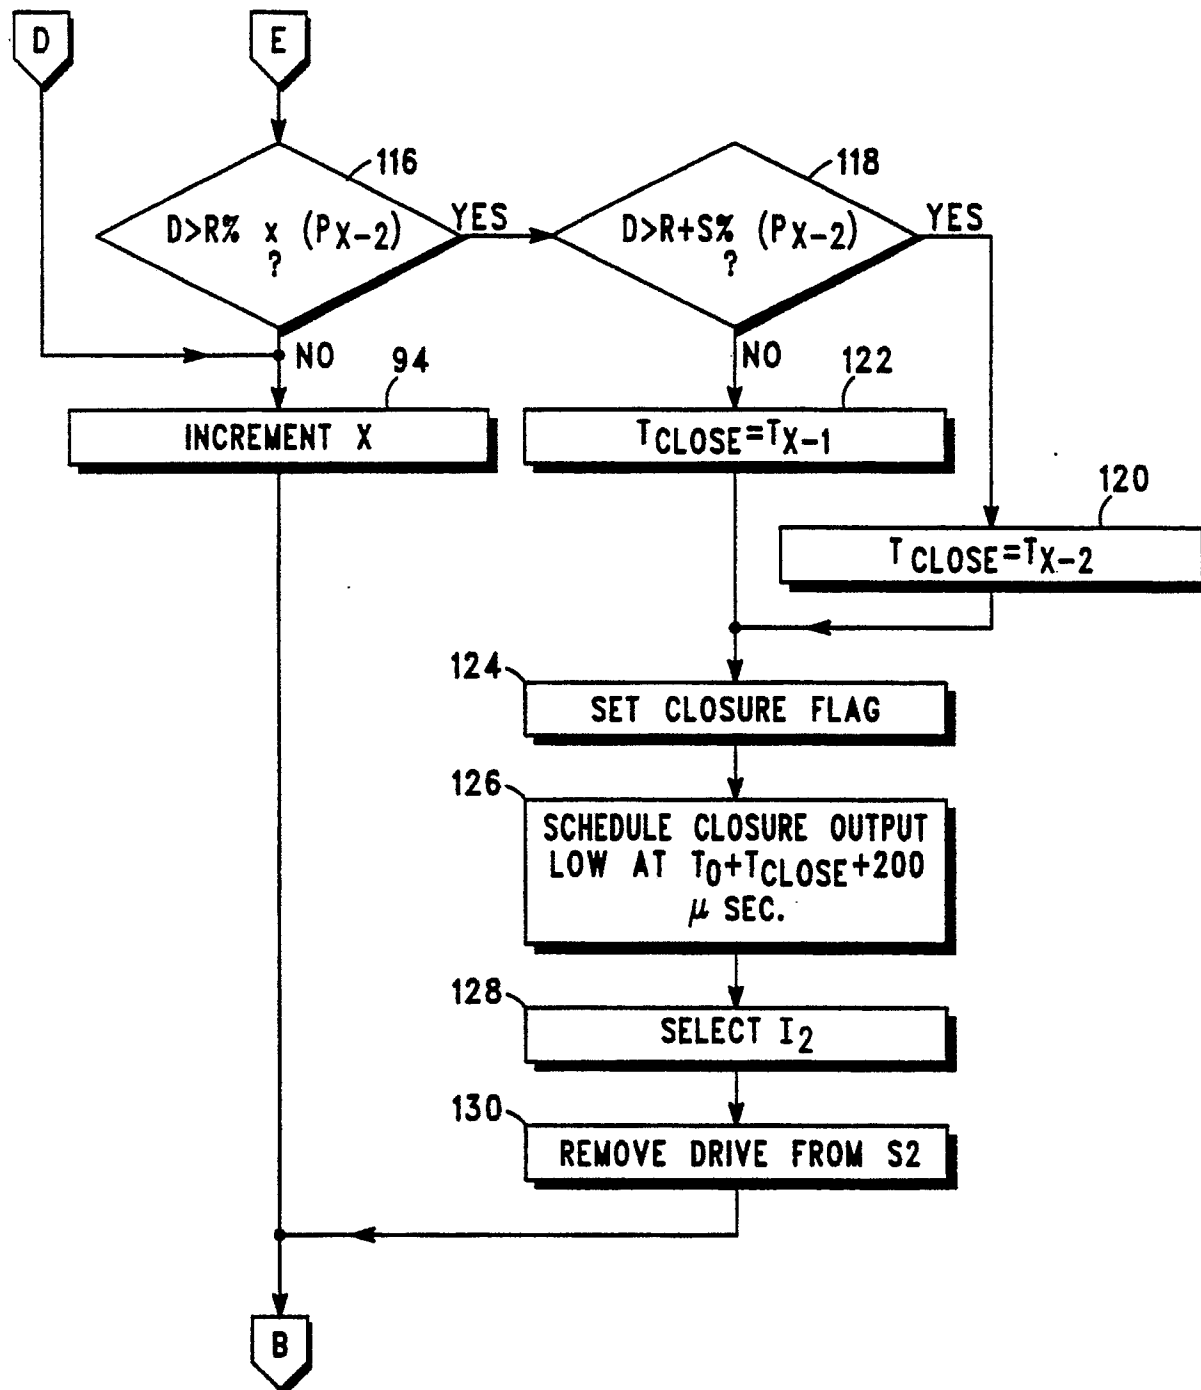 D
E
116
D>R% x (PX-2)
?
YES
118
D>R+S% (PX-2)
?
YES
NO
NO
94
INCREMENT X
122
TCLOSE=TX-1
120
TCLOSE=TX-2
124
SET CLOSURE FLAG
126
SCHEDULE CLOSURE OUTPUT
LOW AT T0+TCLOSE+200
μ SEC.
128
SELECT I2
130
REMOVE DRIVE FROM S2
B